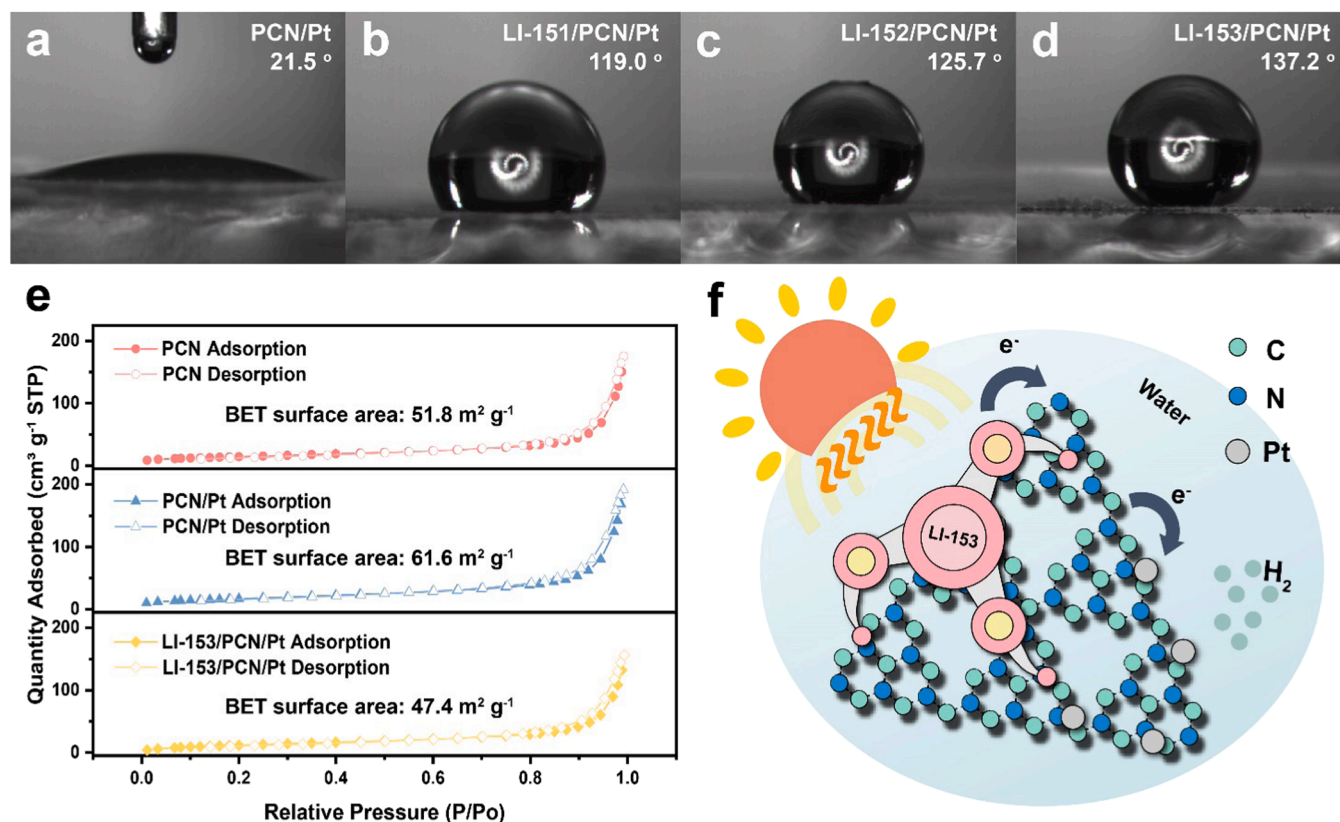 a
PCN/Pt
21.5 °
b
LI-151/PCN/Pt
119.0 °
c
LI-152/PCN/Pt
125.7 °
d
LI-153/PCN/Pt
137.2 °
e
Quantity Adsorbed (cm³ g⁻¹ STP)
200
100
0
PCN Adsorption
PCN Desorption
BET surface area: 51.8 m² g⁻¹
200
100
0
PCN/Pt Adsorption
PCN/Pt Desorption
BET surface area: 61.6 m² g⁻¹
200
100
0
LI-153/PCN/Pt Adsorption
LI-153/PCN/Pt Desorption
BET surface area: 47.4 m² g⁻¹
0.0 0.2 0.4 0.6 0.8 1.0
Relative Pressure (P/Po)
f
e⁻
Water
C
N
Pt
e⁻
LI-153
H₂